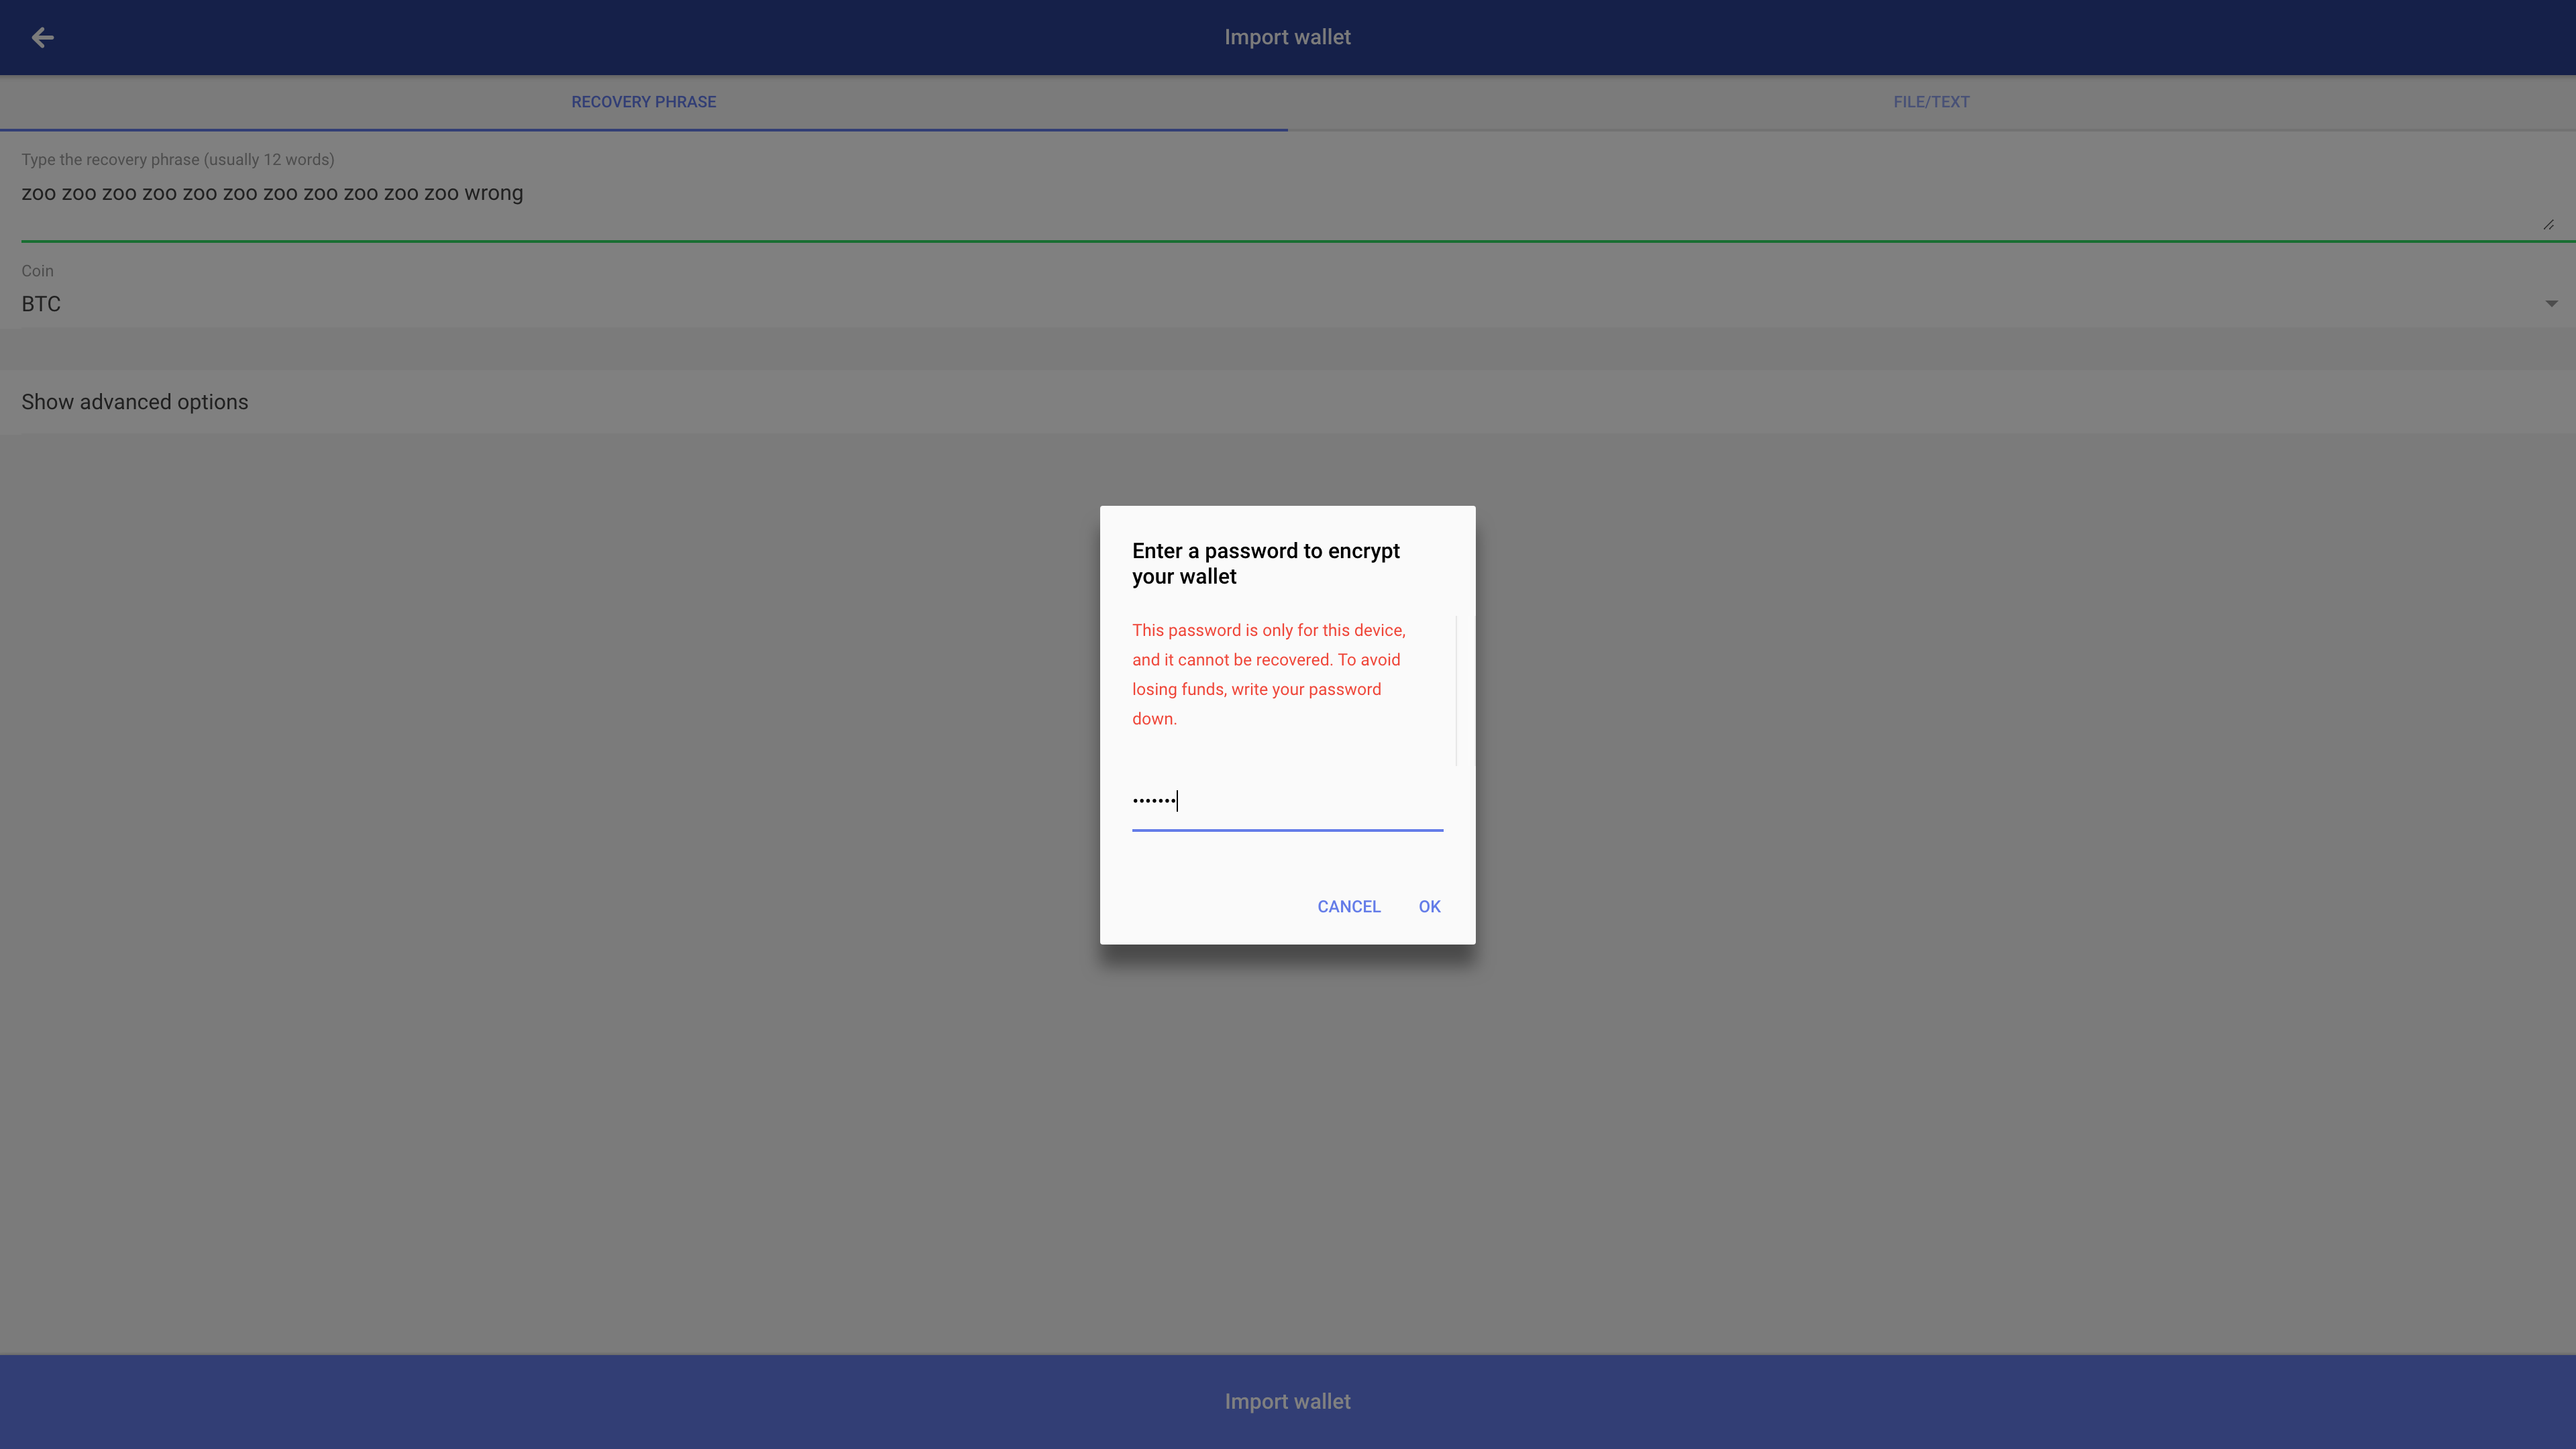 Import wallet
RECOVERY PHRASE
FILE/TEXT
Type the recovery phrase (usually 12 words)
zoo zoo zoo zoo zoo zoo zoo zoo zoo zoo zoo wrong
Coin
BTC
Show advanced options
Enter a password to encrypt
your wallet
This password is only for this device,
and it cannot be recovered. To avoid
losing funds, write your password
down.
•••••••
CANCEL
OK
Import wallet